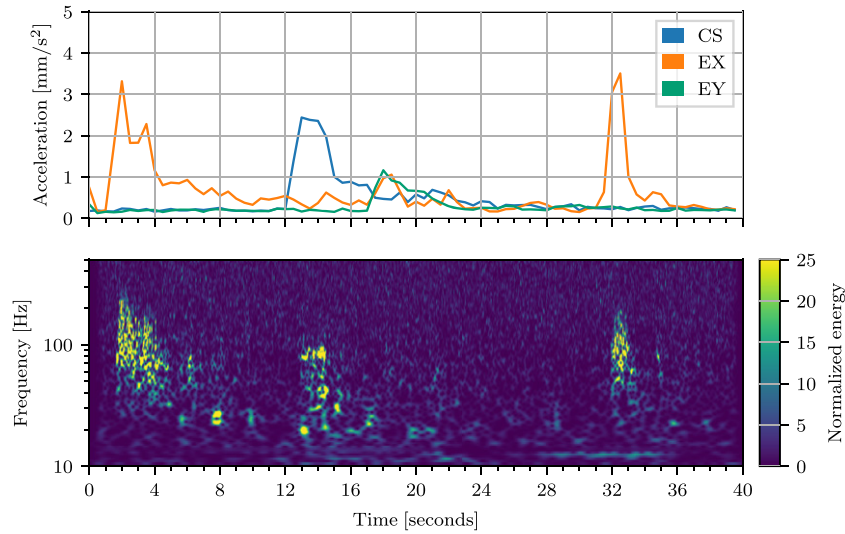 5
4
3
2
1
0
Acceleration [mm/s²]
CS
EX
EY
100
10
Frequency [Hz]
0 4 8 12 16 20 24 28 32 36 40
Time [seconds]
25
20
15
10
5
0
Normalized energy